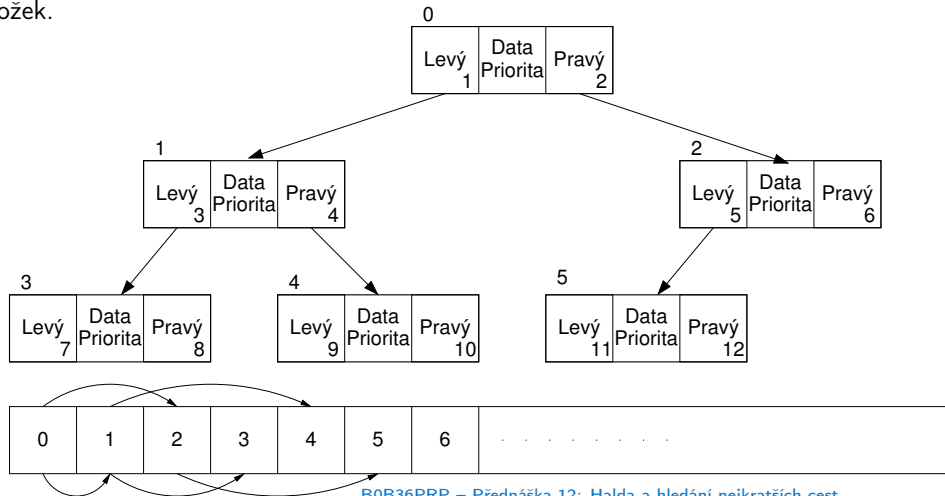 ožek.
0
Levý 1 Data Priorita Pravý 2
1
Levý 3 Data Priorita Pravý 4
2
Levý 5 Data Priorita Pravý 6
3
Levý 7 Data Priorita Pravý 8
4
Levý 9 Data Priorita Pravý 10
5
Levý 11 Data Priorita Pravý 12
0 1 2 3 4 5 6 . . . . . . . .
B0B36PRP – Přednáška 12: Halda a hledání nejkratších cest